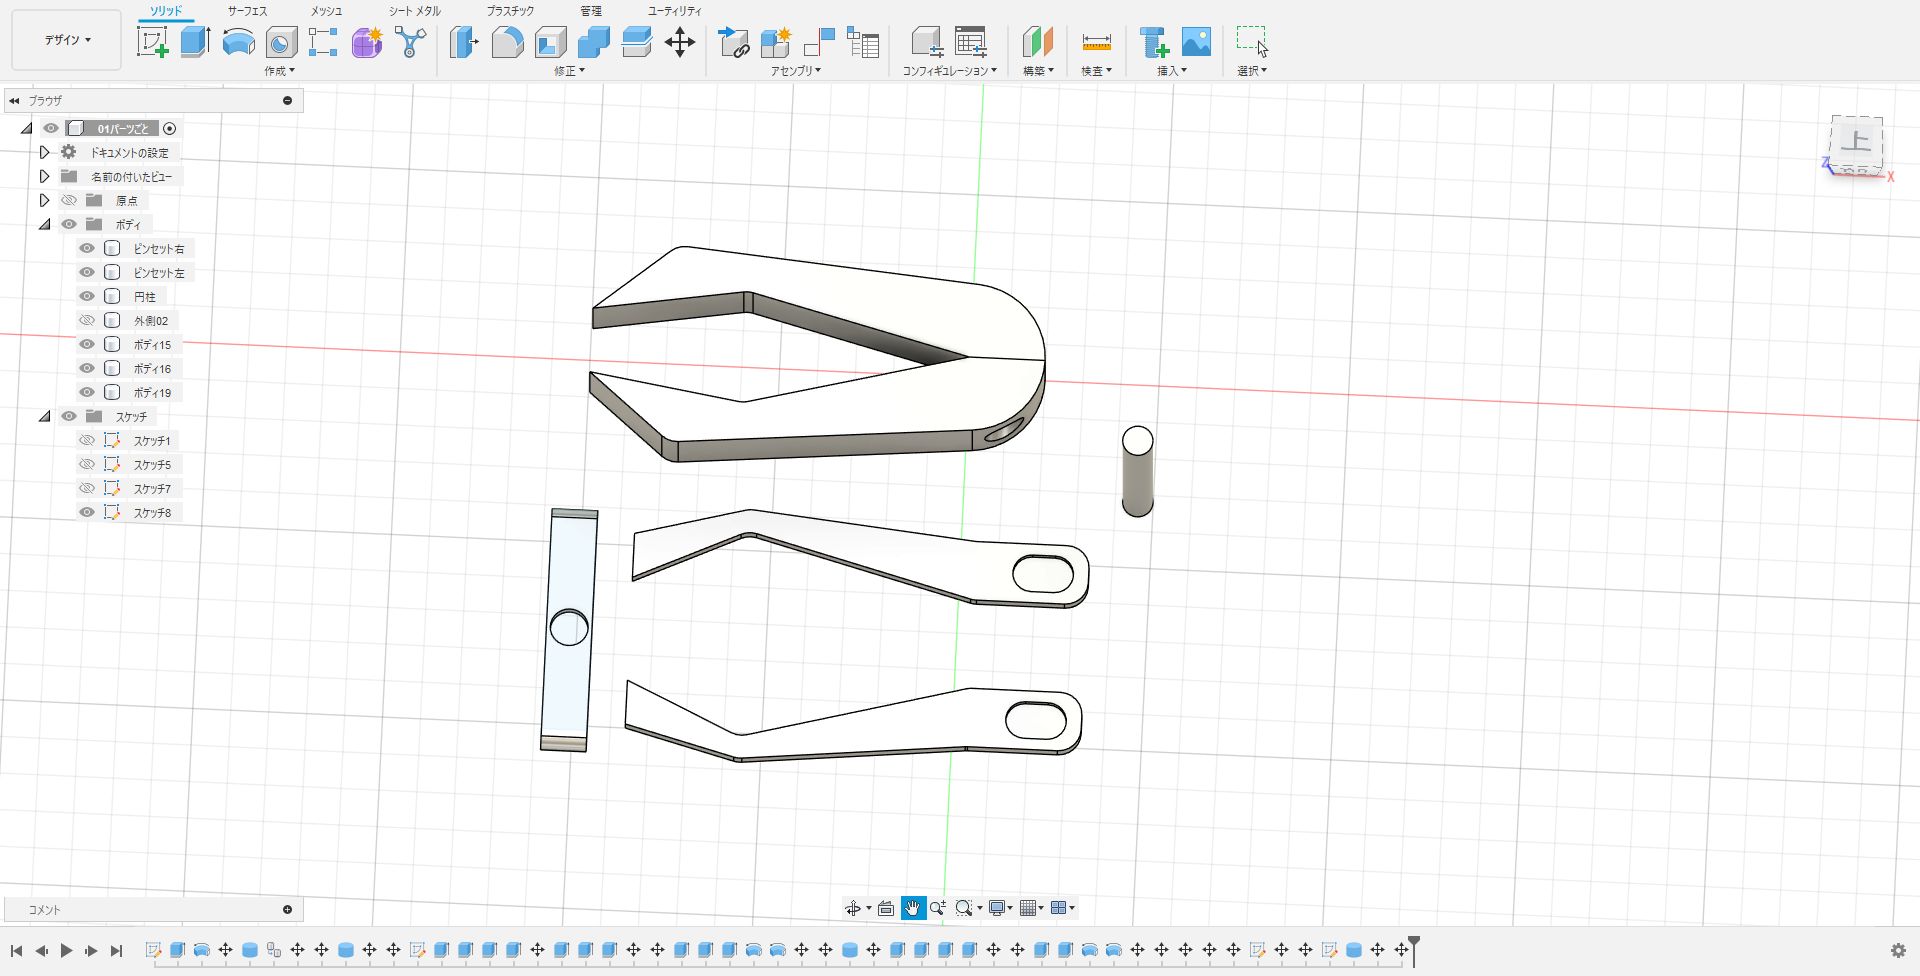 ソリッド サーフェス メッシュ シート メタル プラスチック 管理 ユーティリティ
デザイン
作成 修正 アセンブリ コンフィギュレーション 構築 検査 挿入 選択
ブラウザ
01パーツごと
ドキュメントの設定
名前の付いたビュー
原点
ボディ
ピンセット右
ピンセット左
円柱
外側02
ボディ15
ボディ16
ボディ19
スケッチ
スケッチ1
スケッチ5
スケッチ7
スケッチ8
上
Z
X
コメント